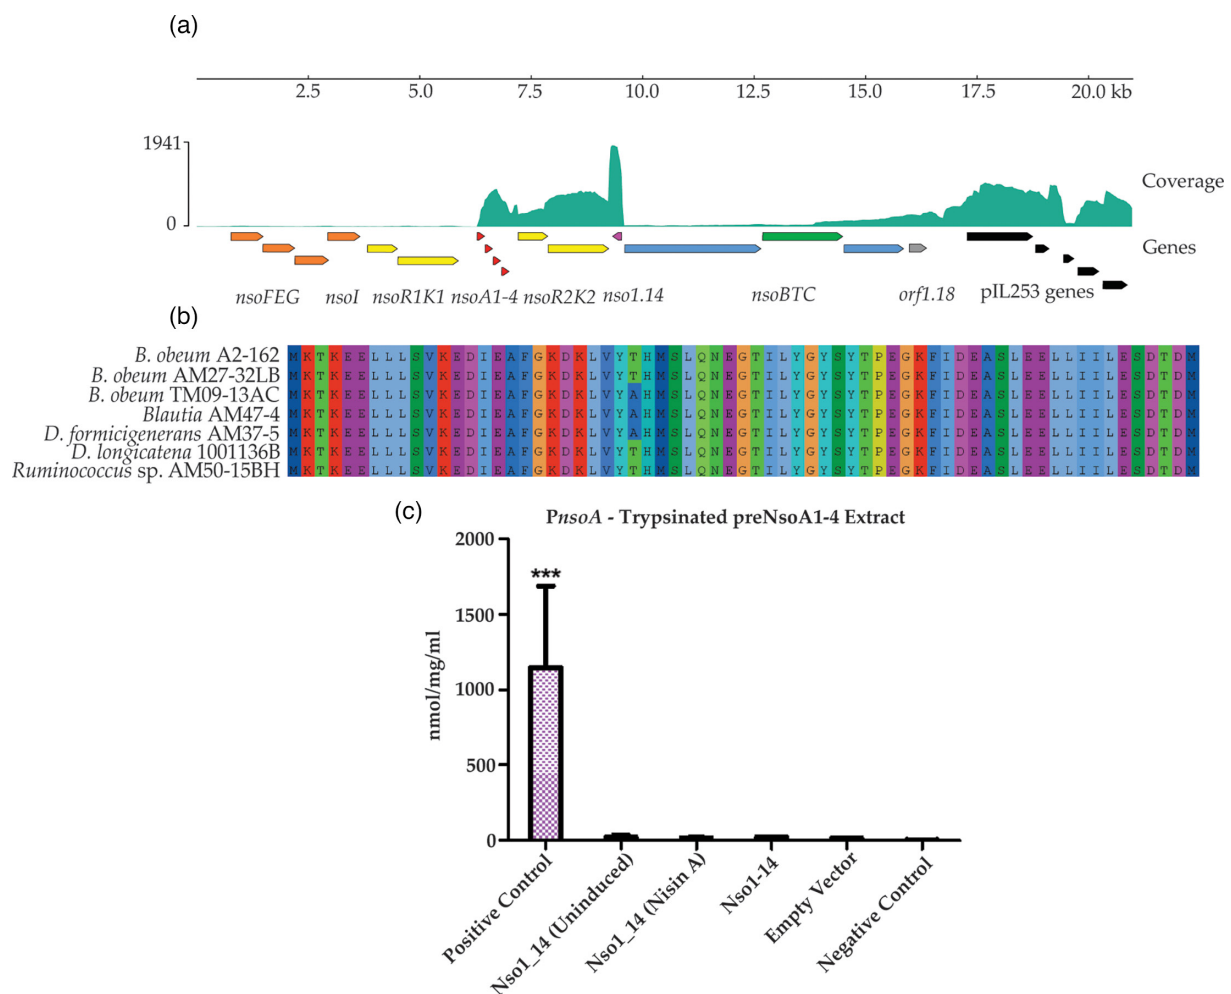 (a)
2.5 5.0 7.5 10.0 12.5 15.0 17.5 20.0 kb
1941
Coverage
0
Genes
nsoFEG nsoI nsoR1K1 nsoA1-4 nsoR2K2 nso1.14 nsoBTC orf1.18 pIL253 genes
(b)
B. obeum A2-162 MKTKEELLLSVKEDIEAFGKDKLVYTHMSLQNEGTILYGYSYTPEGKFIDEASLEELLIILESDTDM
B. obeum AM27-32LB MKTKEELLLSVKEDIEAFGKDKLVYTHMSLQNEGTILYGYSYTPEGKFIDEASLEELLIILESDTDM
B. obeum TM09-13AC MKTKEELLLSVKEDIEAFGKDKLVYAHMSLQNEGTILYGYSYTPEGKFIDEASLEELLIILESDTDM
Blautia AM47-4 MKTKEELLLSVKEDIEAFGKDKLVYAHMSLQNEGTILYGYSYTPEGKFIDEASLEELLIILESDTDM
D. formicigenerans AM37-5 MKTKEELLLSVKEDIEAFGKDKLVYAHMSLQNEGTILYGYSYTPEGKFIDEASLEELLIILESDTDM
D. longicatena 1001136B MKTKEELLLSVKEDIEAFGKDKLVYTHMSLQNEGTILYGYSYTPEGKFIDEASLEELLIILESDTDM
Ruminococcus sp. AM50-15BH MKTKEELLLSVKEDIEAFGKDKLVYTHMSLQNEGTILYGYSYTPEGKFIDEASLEELLIILESDTDM
(c)
PnsoA - Trypsinated preNsoA1-4 Extract
nmol/mg/ml
2000
1500
1000
500
0
***
Positive Control
Nso1_14 (Uninduced)
Nso1_14 (Nisin A)
Nso1-14
Empty Vector
Negative Control